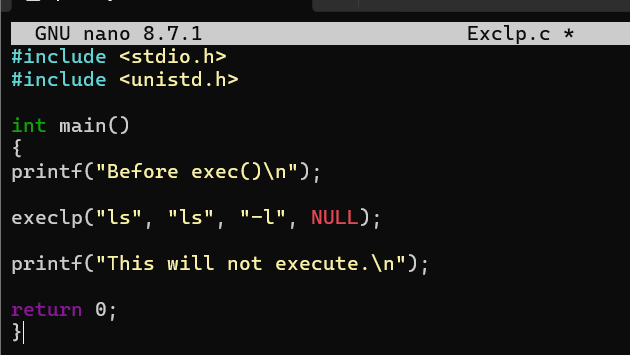 GNU nano 8.7.1 Exclp.c *
#include <stdio.h>
#include <unistd.h>
int main()
{
printf("Before exec()\n");
execlp("ls", "ls", "-l", NULL);
printf("This will not execute.\n");
return 0;
}